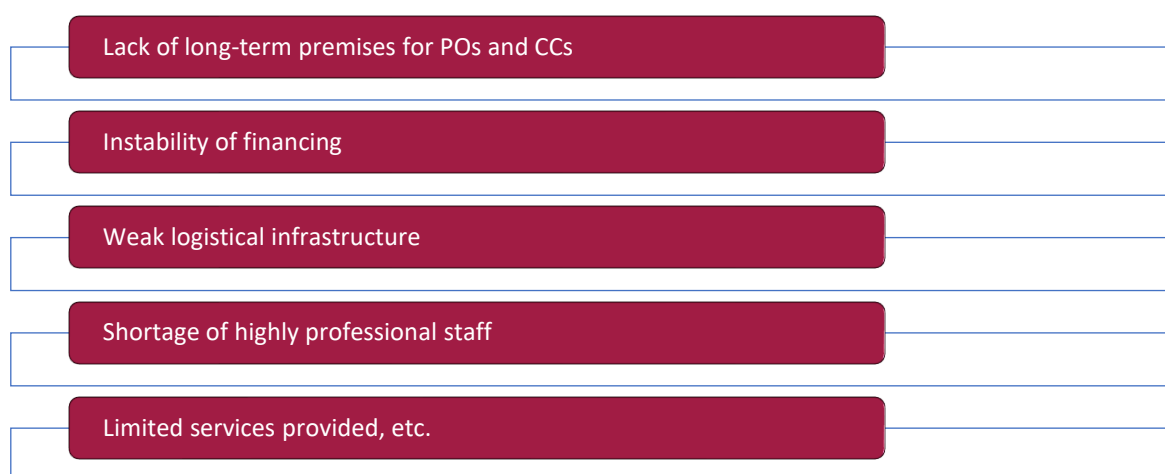 Lack of long-term premises for POs and CCs
Instability of financing
Weak logistical infrastructure
Shortage of highly professional staff
Limited services provided, etc.